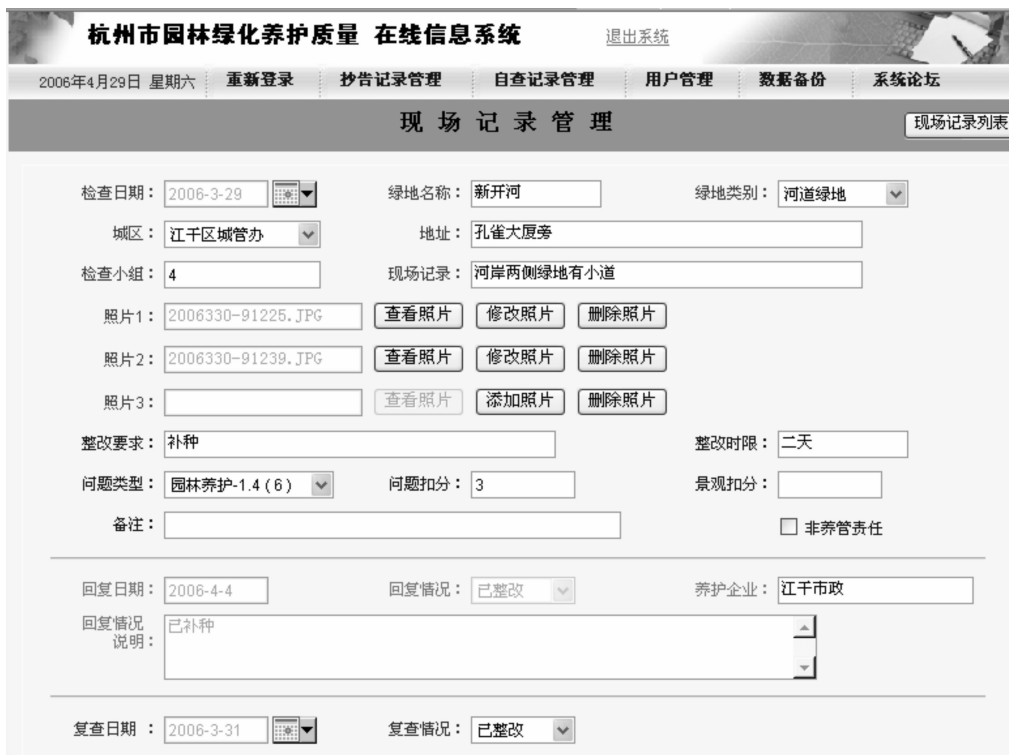 杭州市园林绿化养护质量 在线信息系统 退出系统
2006年4月29日 星期六 重新登录 抄告记录管理 自查记录管理 用户管理 数据备份 系统论坛
现场记录管理 现场记录列表
检查日期： 2006-3-29 绿地名称： 新开河 绿地类别： 河道绿地
城区： 江干区城管办 地址： 孔雀大厦旁
检查小组： 4 现场记录： 河岸两侧绿地有小道
照片1： 2006330-91225.JPG 查看照片 修改照片 删除照片
照片2： 2006330-91239.JPG 查看照片 修改照片 删除照片
照片3： 查看照片 添加照片 删除照片
整改要求： 补种 整改时限： 二天
问题类型： 园林养护-1.4(6) 问题扣分： 3 景观扣分：
备注： 非养管责任
回复日期： 2006-4-4 回复情况： 已整改 养护企业： 江干市政
回复情况 已补种
说明：
复查日期 ： 2006-3-31 复查情况： 已整改